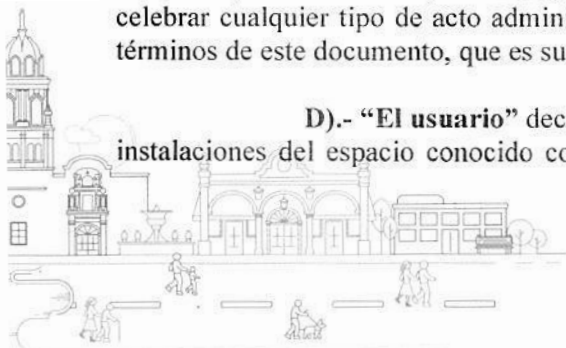 celebrar cualquier tipo de acto admin
términos de este documento, que es su
D).- “El usuario” dec
instalaciones del espacio conocido co